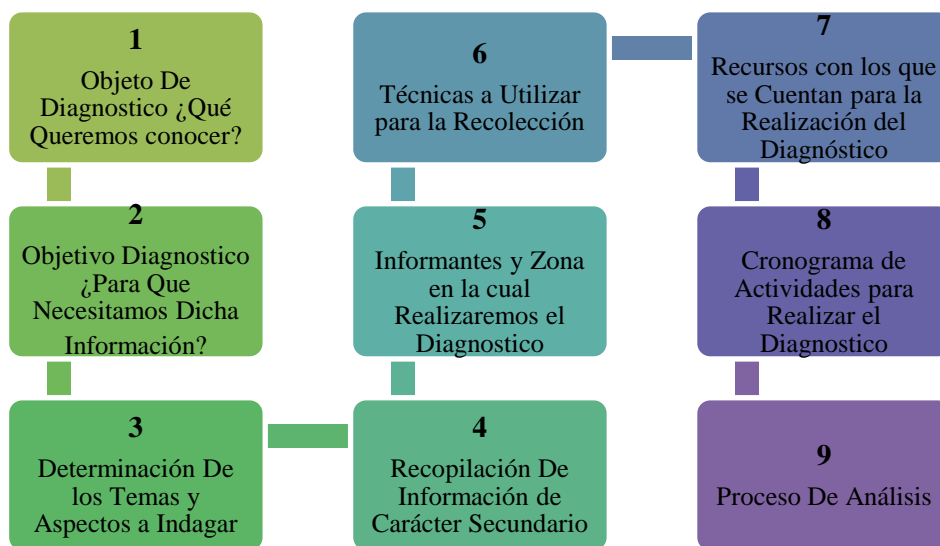 1
Objeto De
Diagnostico ¿Qué
Queremos conocer?
2
Objetivo Diagnostico
¿Para Que
Necesitamos Dicha
Información?
3
Determinación De
los Temas y
Aspectos a Indagar
4
Recopilación De
Información de
Carácter Secundario
5
Informantes y Zona
en la cual
Realizaremos el
Diagnostico
6
Técnicas a Utilizar
para la Recolección
7
Recursos con los que
se Cuentan para la
Realización del
Diagnóstico
8
Cronograma de
Actividades para
Realizar el
Diagnostico
9
Proceso De Análisis